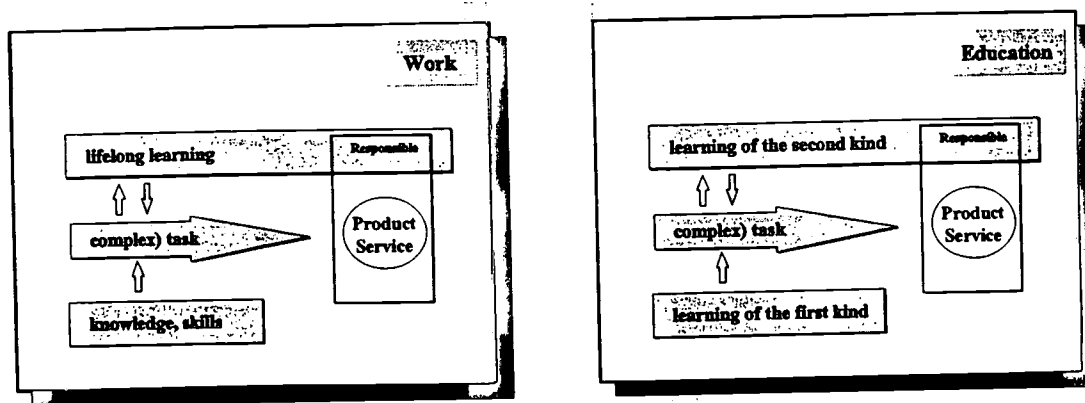 Work
lifelong learning
Responsible
Product
Service
complex) task
knowledge, skills
Education
learning of the second kind
Responsible
Product
Service
complex) task
learning of the first kind